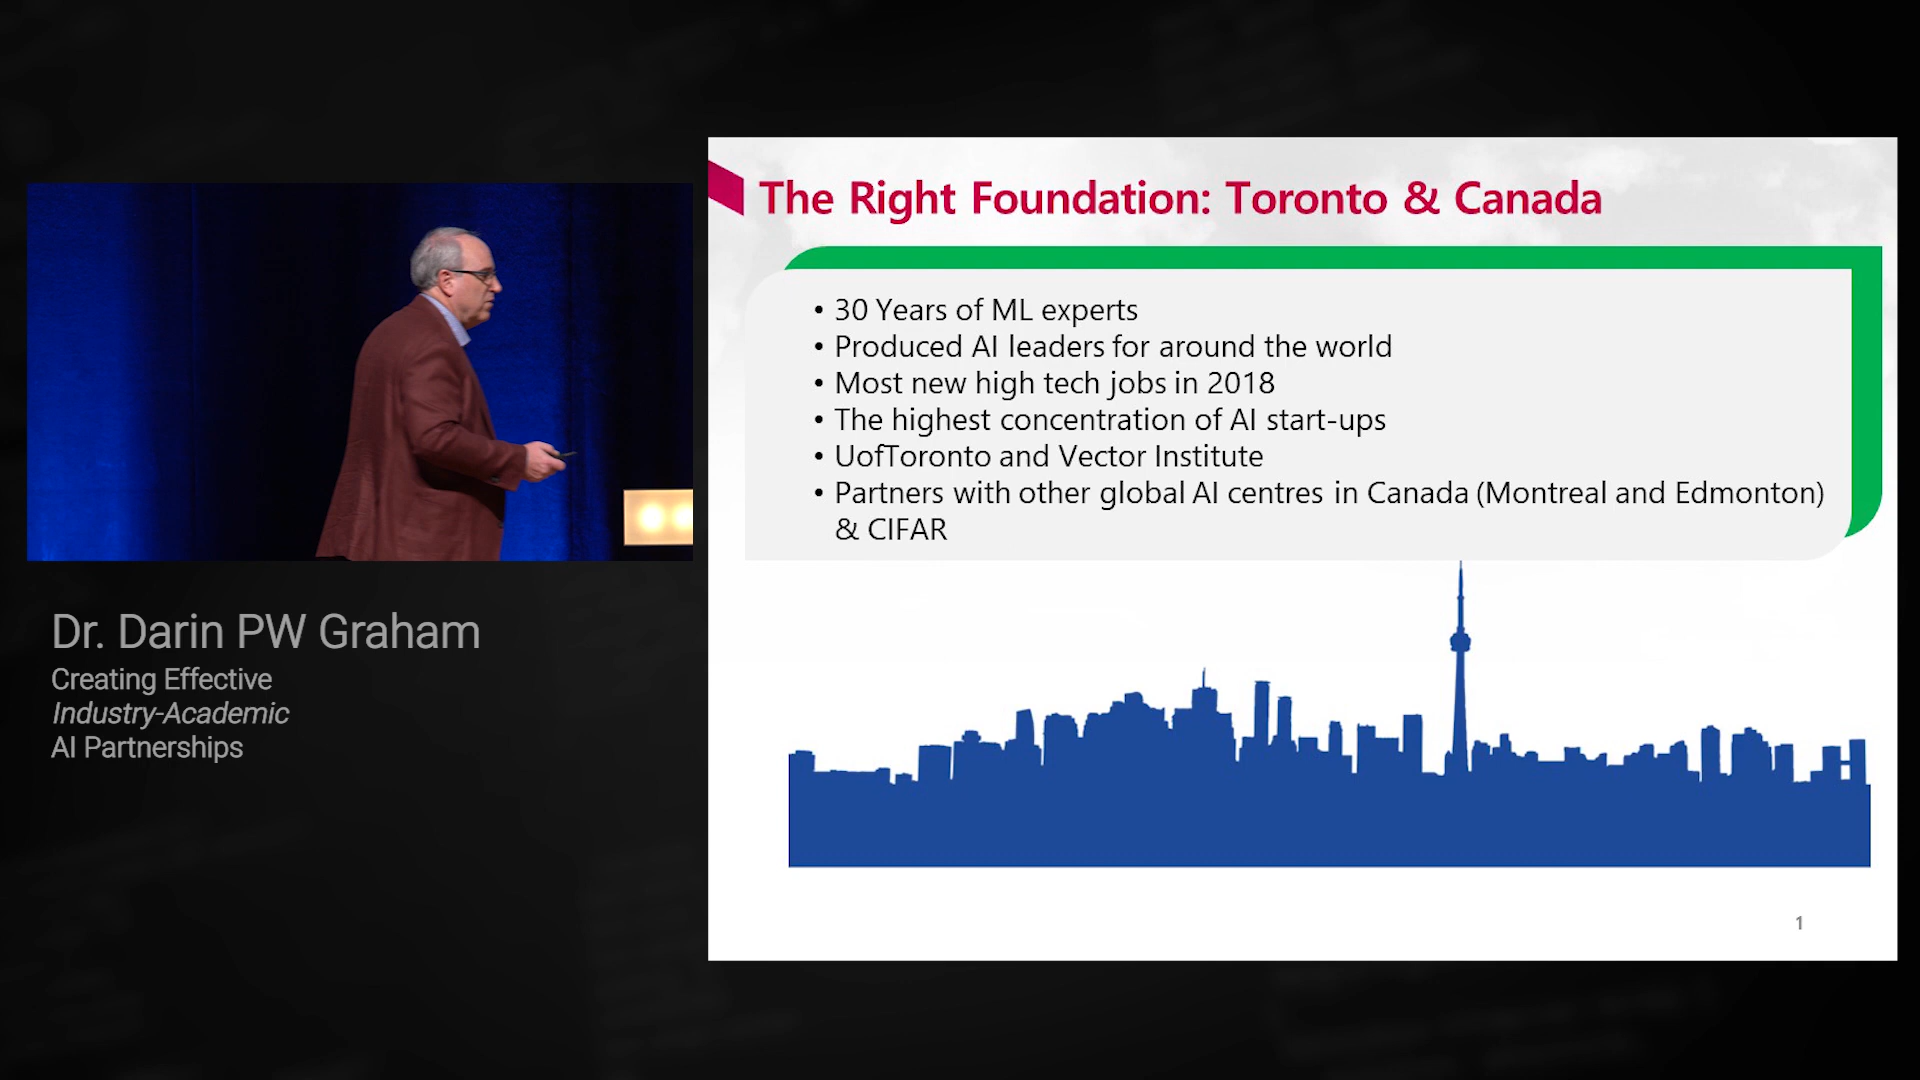 The Right Foundation: Toronto & Canada
• 30 Years of ML experts
• Produced AI leaders for around the world
• Most new high tech jobs in 2018
• The highest concentration of AI start-ups
• UofToronto and Vector Institute
• Partners with other global AI centres in Canada (Montreal and Edmonton)
& CIFAR
1
Dr. Darin PW Graham
Creating Effective
Industry-Academic
AI Partnerships